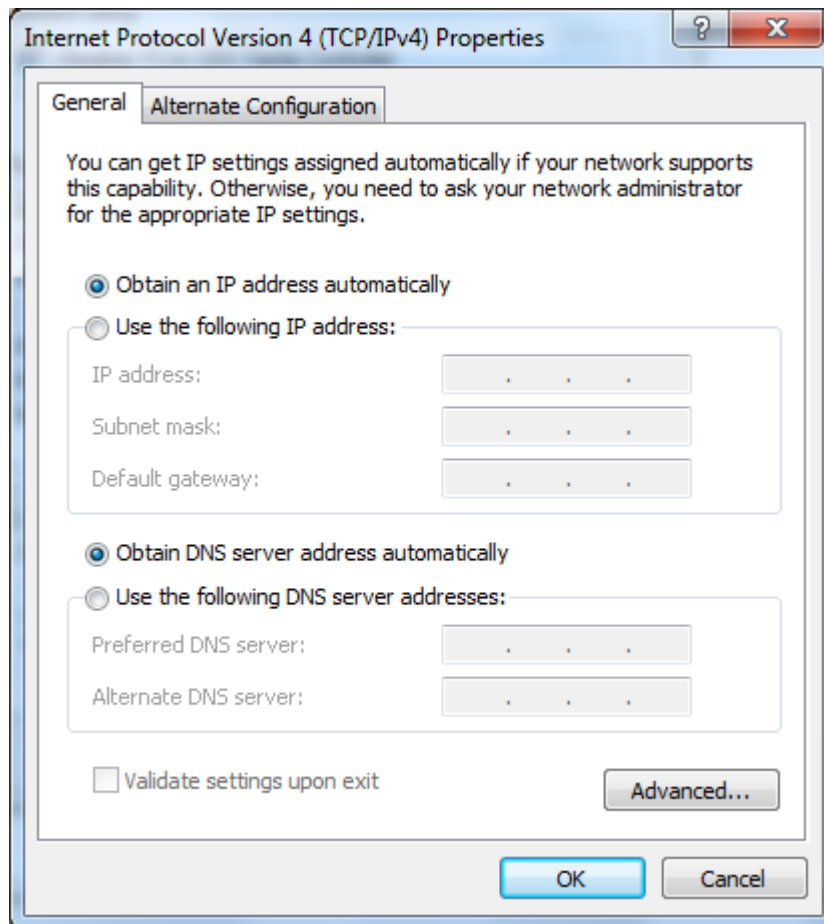 Internet Protocol Version 4 (TCP/IPv4) Properties
?
General
Alternate Configuration
You can get IP settings assigned automatically if your network supports
this capability. Otherwise, you need to ask your network administrator
for the appropriate IP settings.
Obtain an IP address automatically
Use the following IP address:
IP address: . . .
Subnet mask: . . .
Default gateway: . . .
Obtain DNS server address automatically
Use the following DNS server addresses:
Preferred DNS server: . . .
Alternate DNS server: . . .
Validate settings upon exit
Advanced...
OK
Cancel